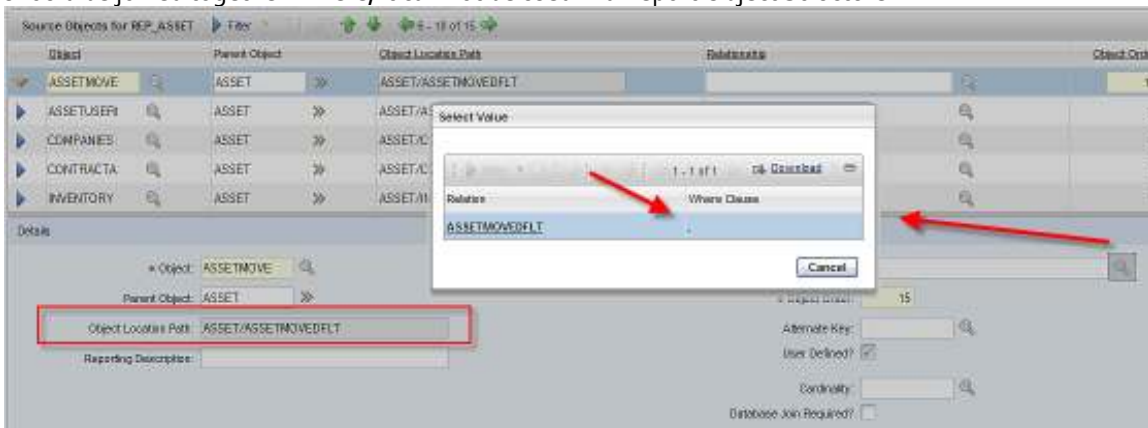 Source Objects for REP_ASSET Filter 6 - 10 of 15
Object Parent Object Object Location Path Relationship
ASSETMOVE ASSET ASSET/ASSETMOVEDFLT
ASSETUSER ASSET
COMPANIES ASSET
CONTRACTA ASSET
INVENTORY ASSET
Select Value
1 - 1 of 1 Download
Relation Where Clause
ASSETMOVEDFLT .
Cancel
Details
* Object: ASSETMOVE
Parent Object: ASSET
15
Object Location Path: ASSET/ASSETMOVEDFLT
Alternate Key:
Reporting Description:
User Defined?
Cardinality:
Database Join Required?